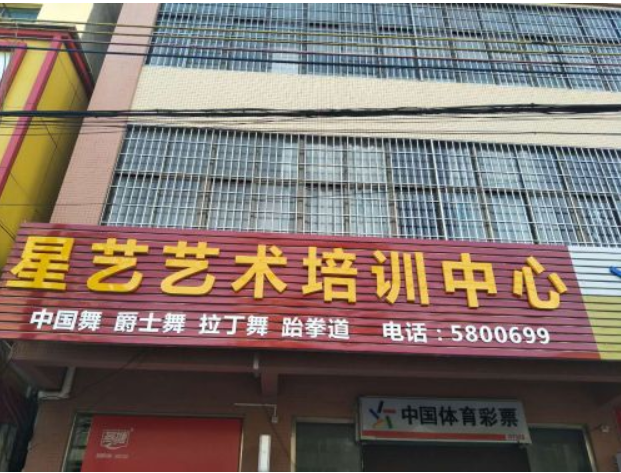 星艺艺术培训中心
中国舞 爵士舞 拉丁舞 跆拳道 电话：5800699
中国体育彩票